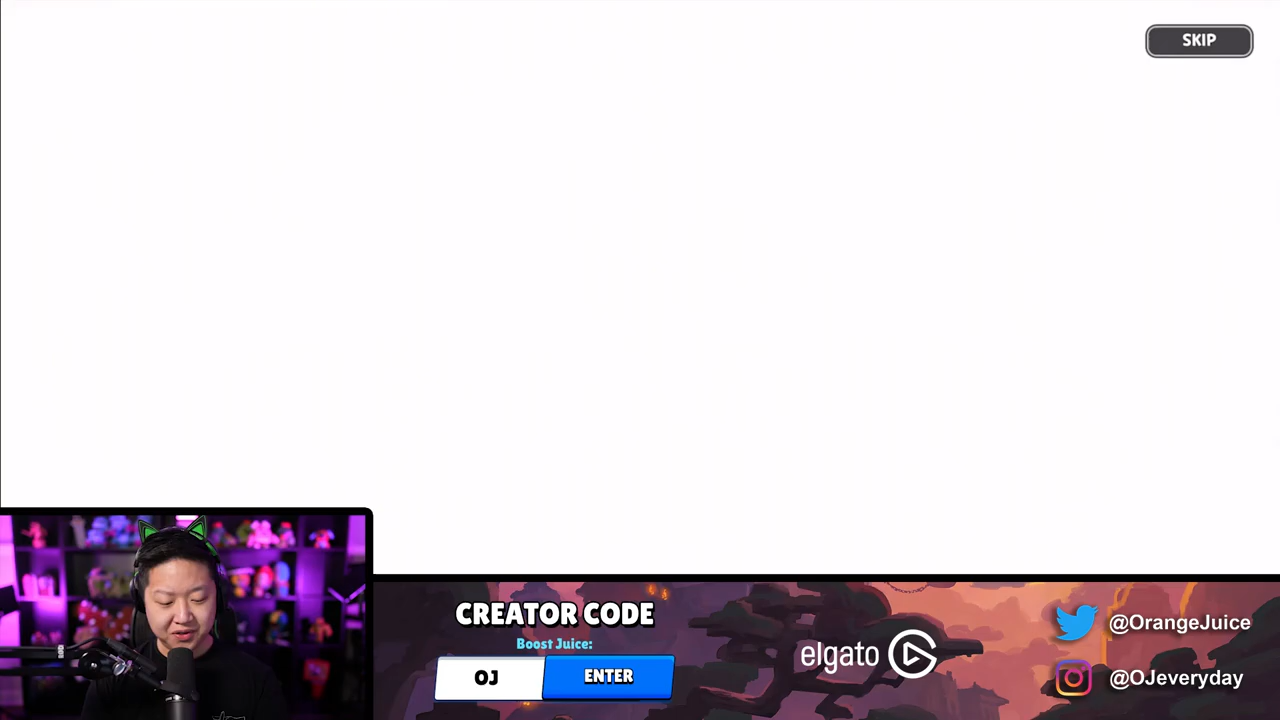 SKIP
CREATOR CODE
Boost Juice:
OJ
ENTER
elgato
@OrangeJuice
@OJeveryday